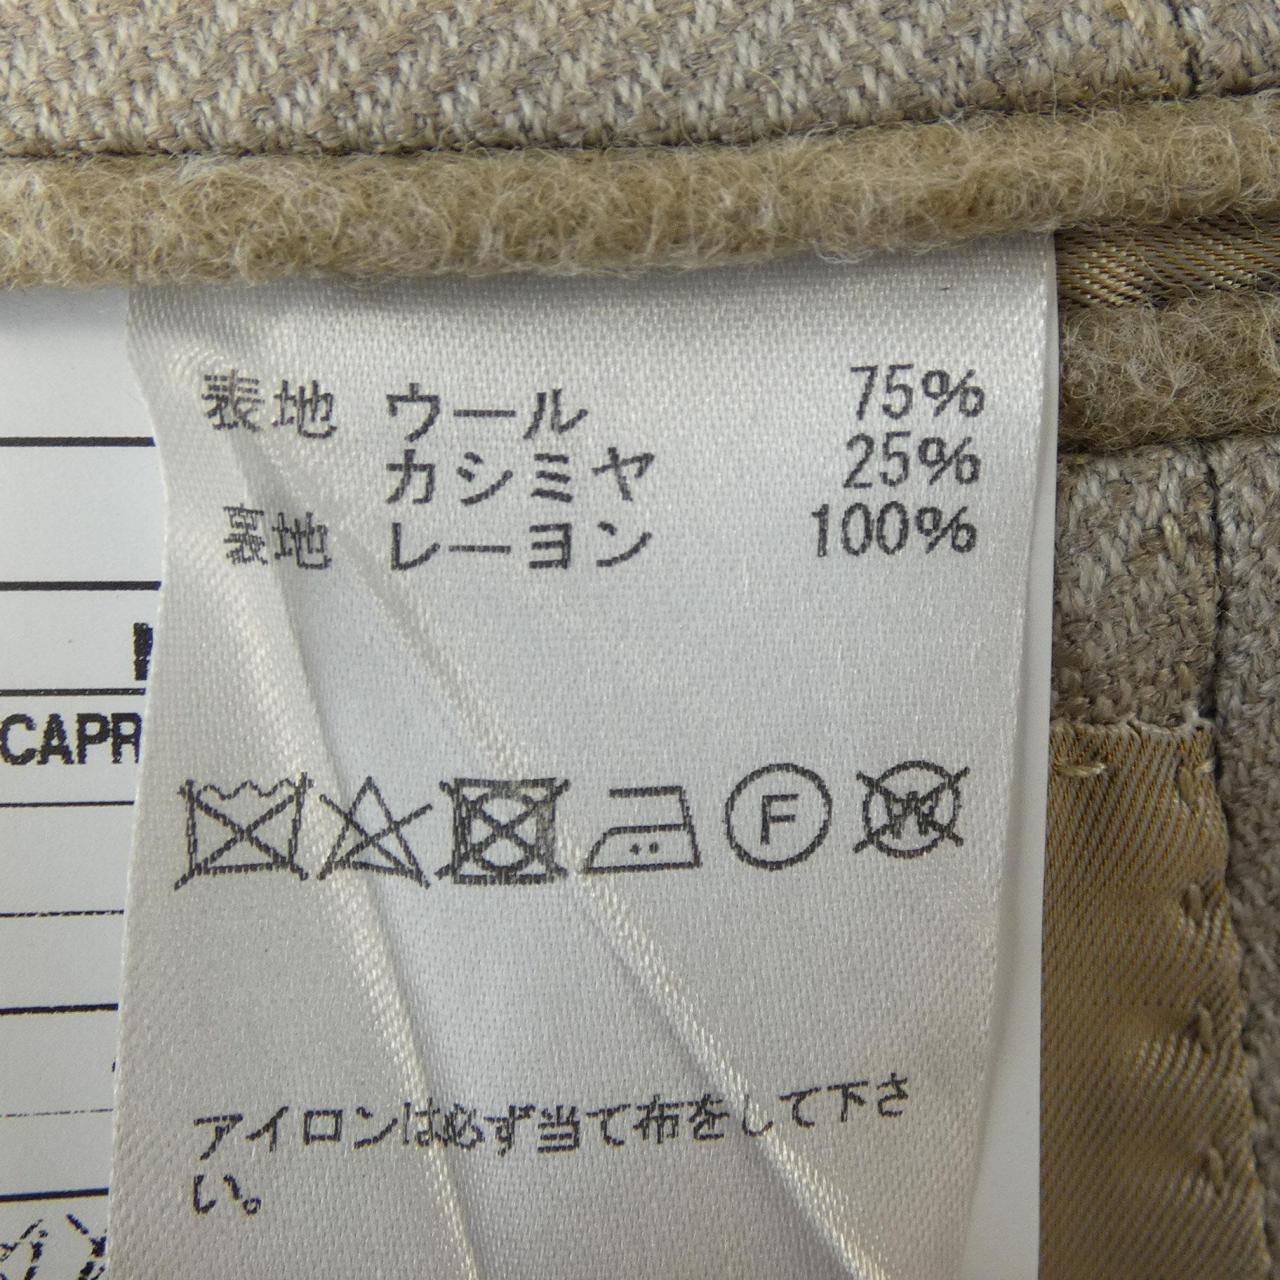 表地 ウール 75%
カシミヤ 25%
裏地 レーヨン 100%
CAPR
F
W
アイロンは必ず当て布をして下さ
い。